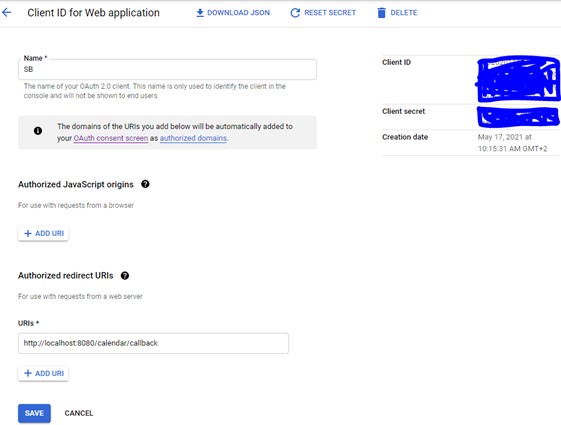 Client ID for Web application
DOWNLOAD JSON
RESET SECRET
DELETE
Name *
SB
The name of your OAuth 2.0 client. This name is only used to identify the client in the
console and will not be shown to end users.
The domains of the URIs you add below will be automatically added to
your OAuth consent screen as authorized domains.
Authorized JavaScript origins
For use with requests from a browser
+ ADD URI
Authorized redirect URIs
For use with requests from a web server
URIs *
http://localhost:8080/calendar/callback
+ ADD URI
SAVE
CANCEL
Client ID
Client secret
Creation date
May 17, 2021 at
10:15:31 AM GMT+2